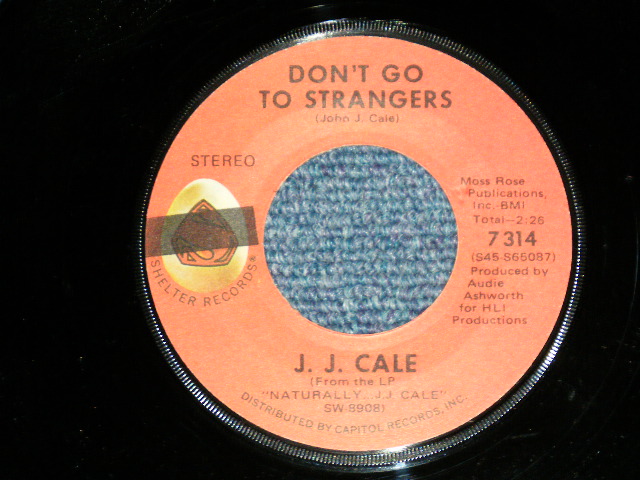 DON'T GO
TO STRANGERS
(John J. Cale)
STEREO
Moss Rose
Publications,
Inc.-BMI
Total-2:26
7314
(S45-S65087)
Produced by
Audie
Ashworth
for HLI
Productions
SHELTER RECORDS®
J. J. CALE
(From the LP
"NATURALLY.. J.J. CALE"
SW-8908)
DISTRIBUTED BY CAPITOL RECORDS, INC.